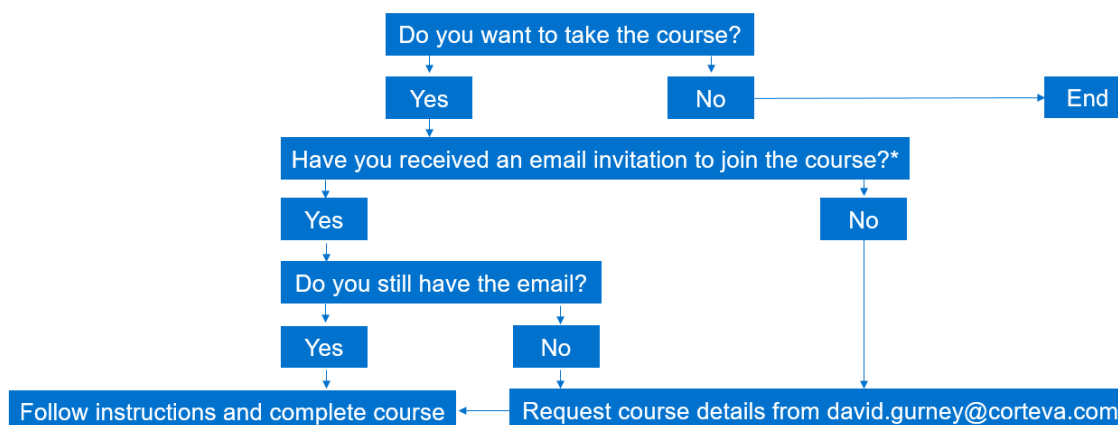 Do you want to take the course?
Yes
No
End
Have you received an email invitation to join the course?*
Yes
No
Do you still have the email?
Yes
No
Follow instructions and complete course
Request course details from david.gurney@corteva.com